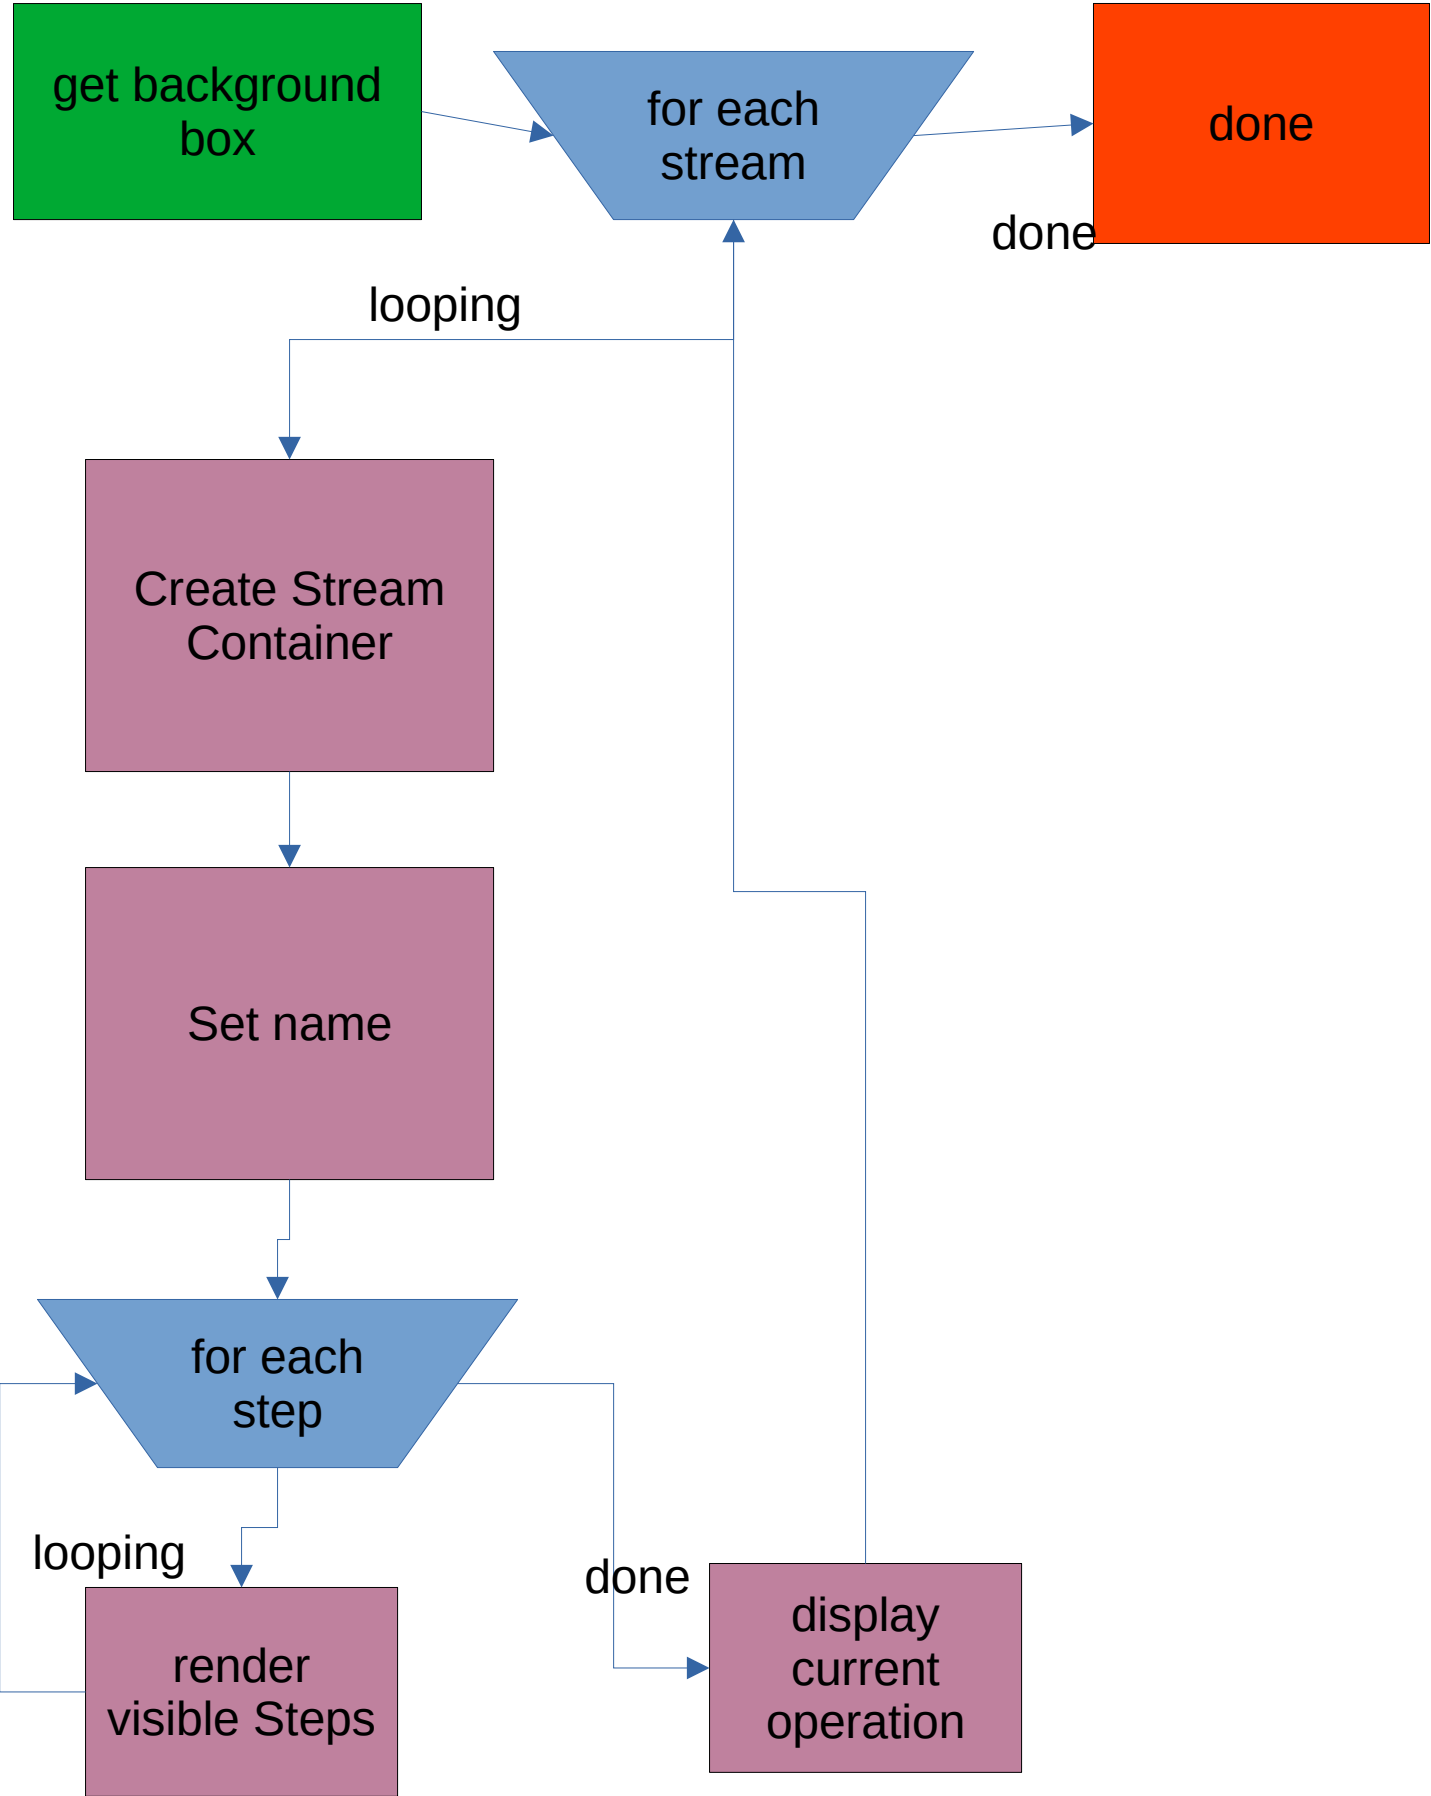 get background
box
for each
stream
done
done
looping
Create Stream
Container
Set name
for each
step
looping
done
render
visible Steps
display
current
operation